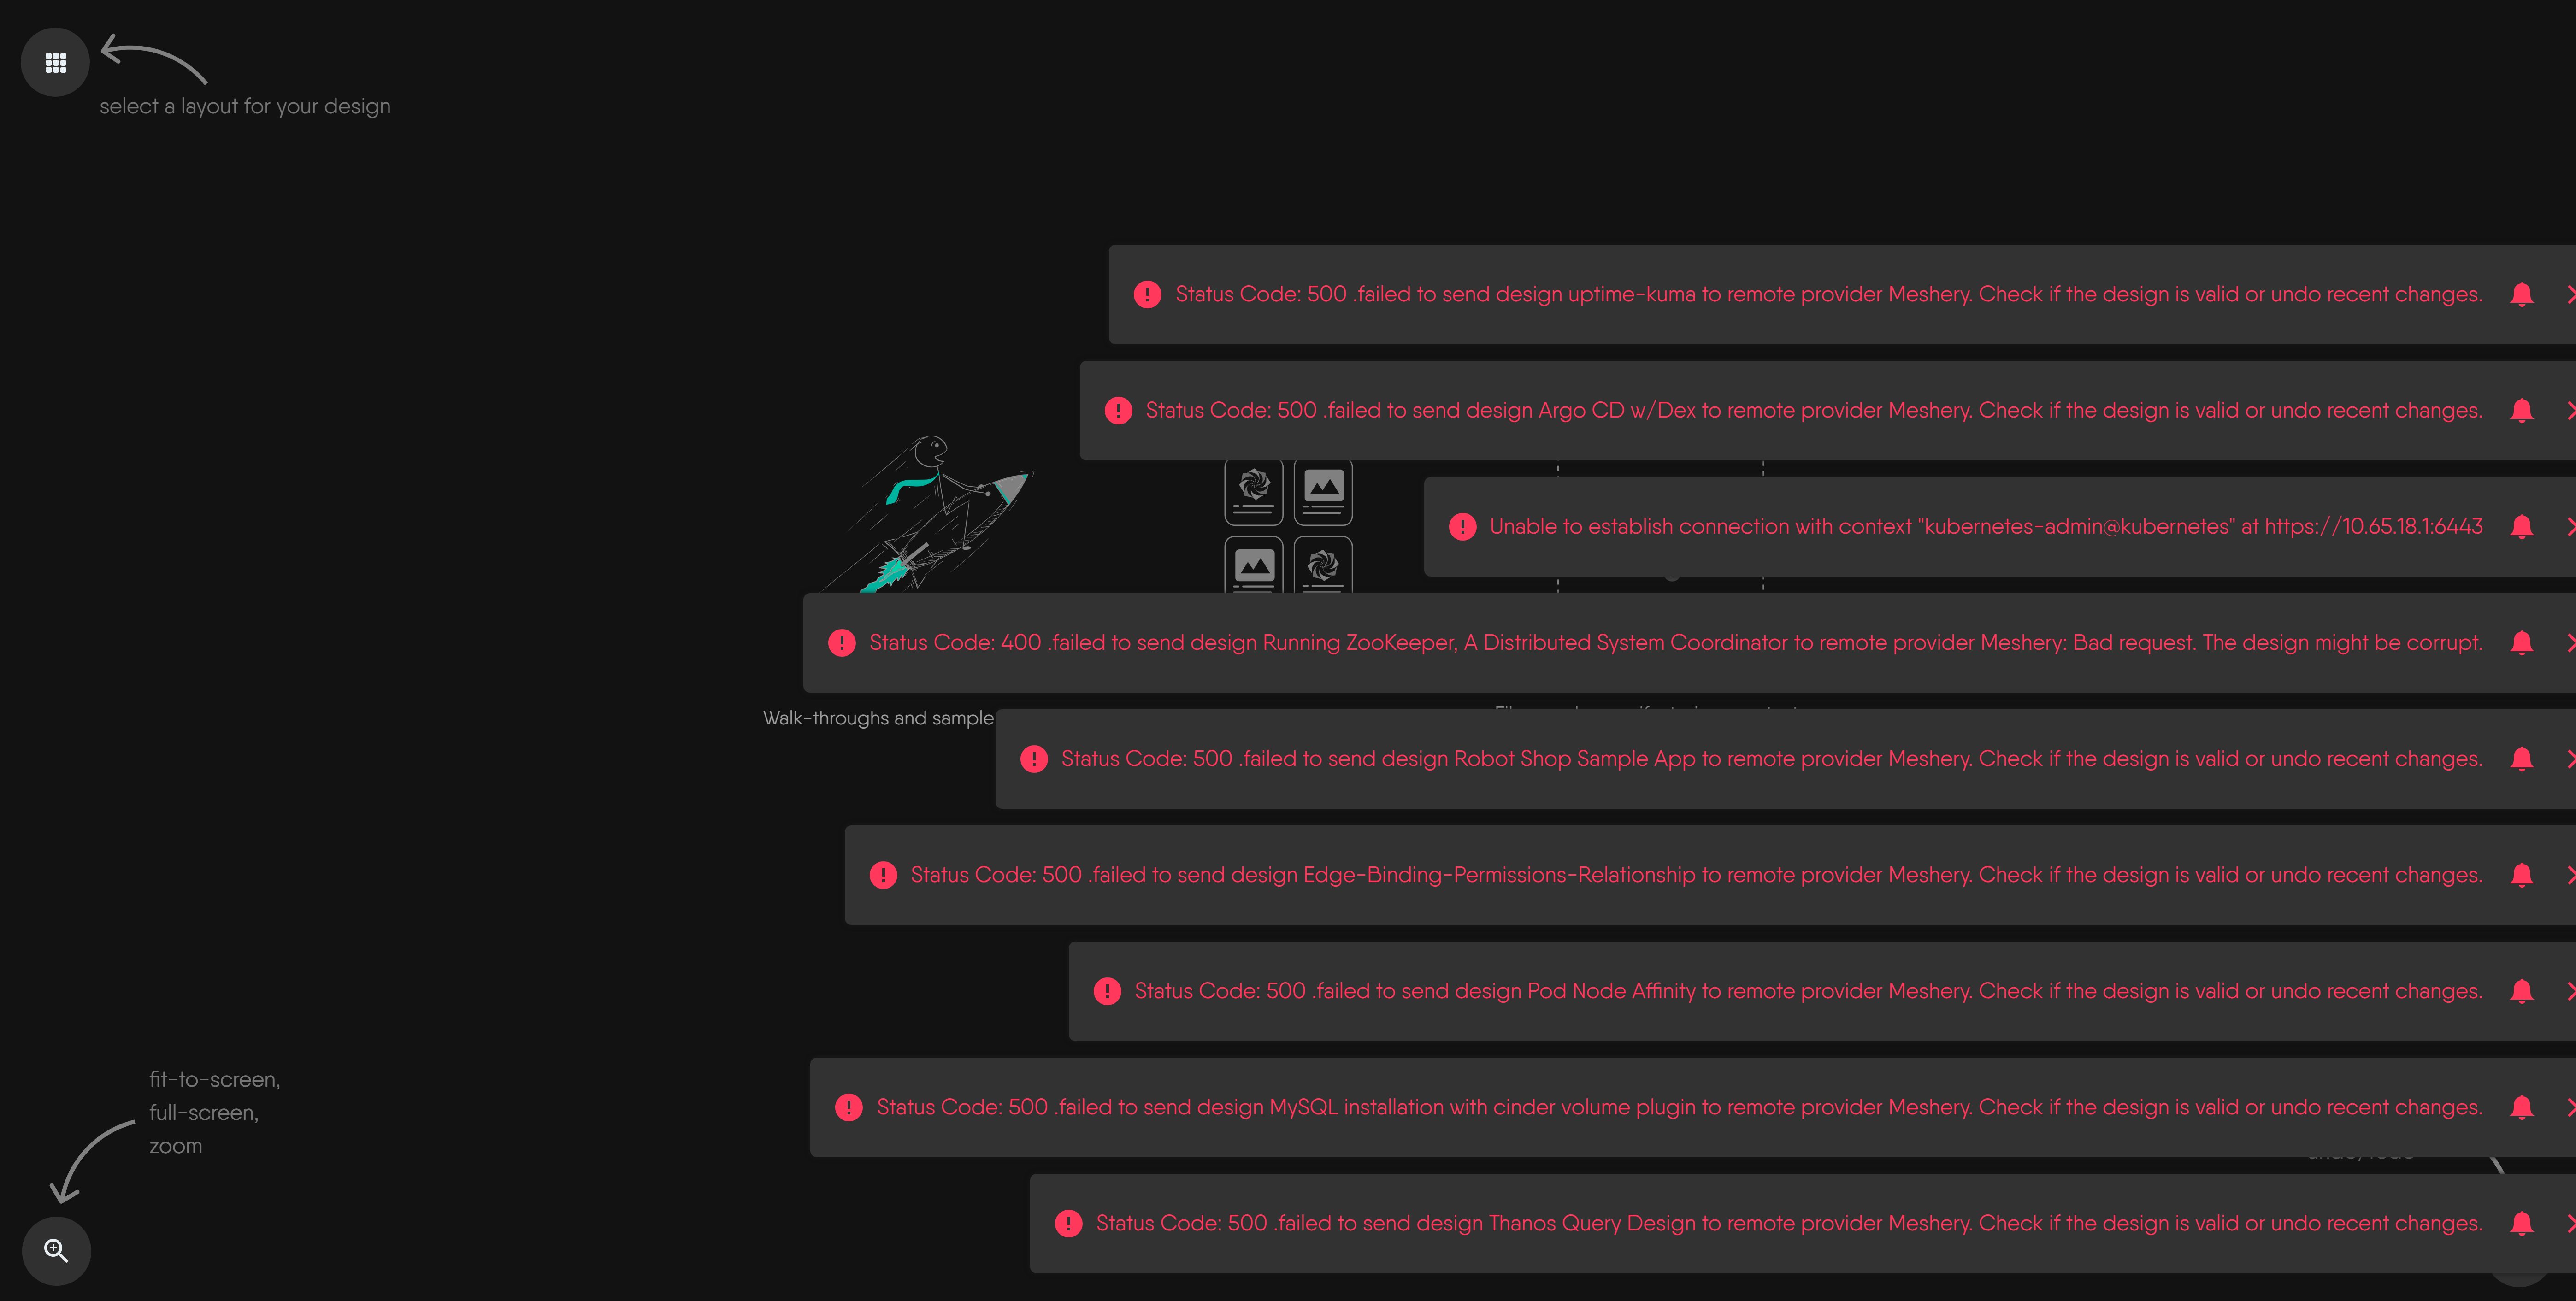 select a layout for your design
Status Code: 500 .failed to send design uptime-kuma to remote provider Meshery. Check if the design is valid or undo recent changes.
Status Code: 500 .failed to send design Argo CD w/Dex to remote provider Meshery. Check if the design is valid or undo recent changes.
Unable to establish connection with context "kubernetes-admin@kubernetes" at https://10.65.18.1:6443
Status Code: 400 .failed to send design Running ZooKeeper, A Distributed System Coordinator to remote provider Meshery: Bad request. The design might be corrupt.
Walk-throughs and sample
Status Code: 500 .failed to send design Robot Shop Sample App to remote provider Meshery. Check if the design is valid or undo recent changes.
Status Code: 500 .failed to send design Edge-Binding-Permissions-Relationship to remote provider Meshery. Check if the design is valid or undo recent changes.
Status Code: 500 .failed to send design Pod Node Affinity to remote provider Meshery. Check if the design is valid or undo recent changes.
fit-to-screen,
full-screen,
zoom
Status Code: 500 .failed to send design MySQL installation with cinder volume plugin to remote provider Meshery. Check if the design is valid or undo recent changes.
Status Code: 500 .failed to send design Thanos Query Design to remote provider Meshery. Check if the design is valid or undo recent changes.